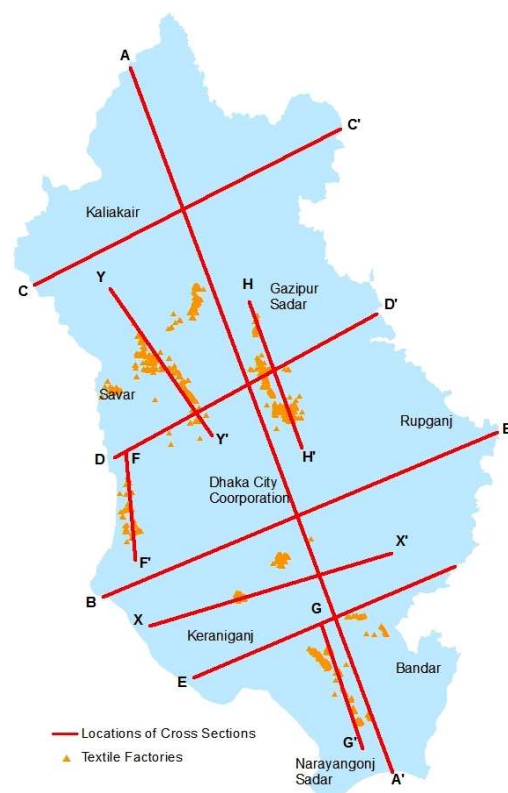 A
C'
Kaliakair
C
Y
H
Gazipur
Sadar
D'
Savar
Rupganj
B
Y'
H'
D
F
Dhaka City
Coorporation
F'
X'
B
X
G
Keraniganj
E
Bandar
G'
Locations of Cross Sections
Textile Factories
Narayangonj
Sadar
A'